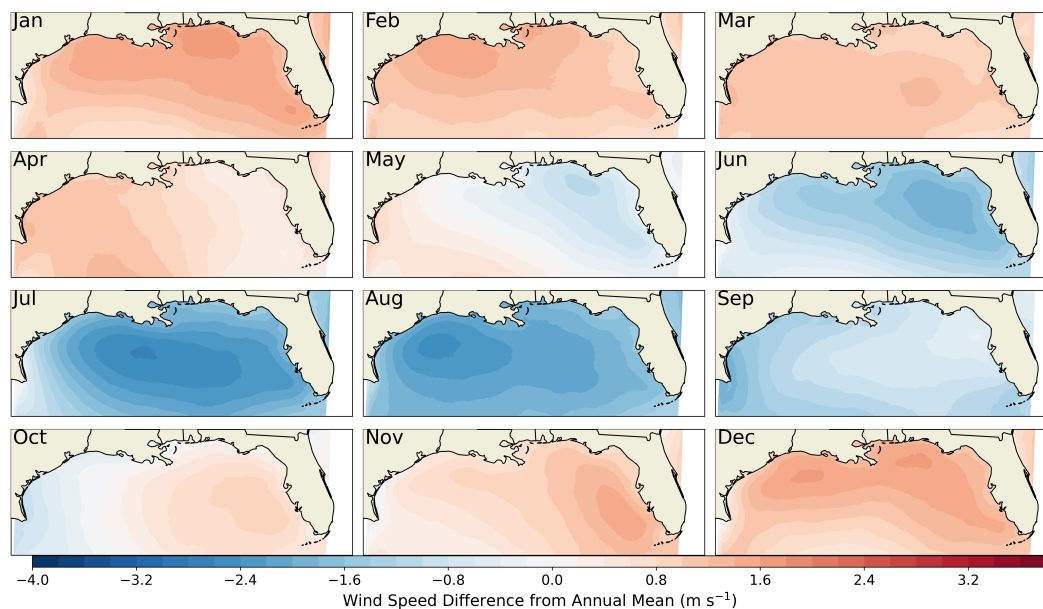 Jan Feb Mar
Apr May Jun
Jul Aug Sep
Oct Nov Dec
−4.0 −3.2 −2.4 −1.6 −0.8 0.0 0.8 1.6 2.4 3.2
Wind Speed Difference from Annual Mean (m s⁻¹)